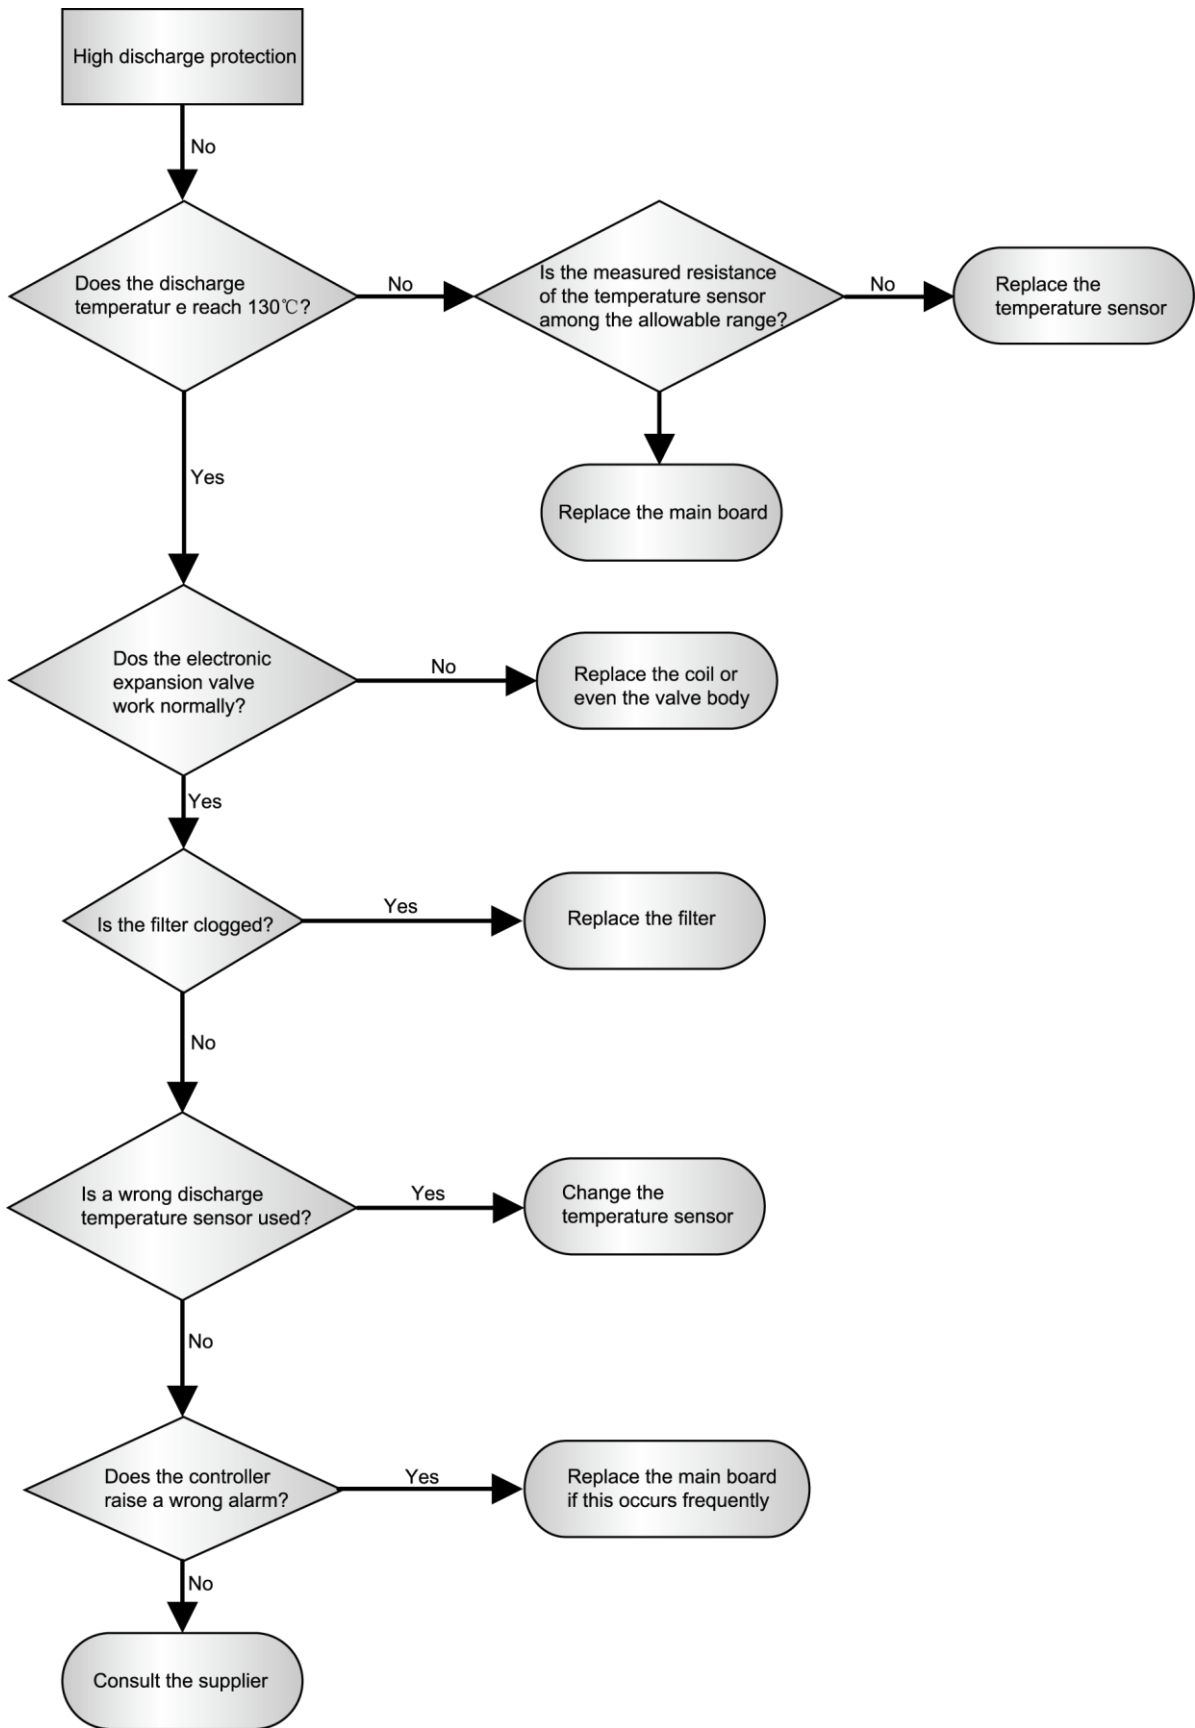 High discharge protection
No
Does the discharge
temperatur e reach 130℃?
No
Is the measured resistance
of the temperature sensor
among the allowable range?
No
Replace the
temperature sensor
Replace the main board
Yes
Dos the electronic
expansion valve
work normally?
No
Replace the coil or
even the valve body
Yes
Is the filter clogged?
Yes
Replace the filter
No
Is a wrong discharge
temperature sensor used?
Yes
Change the
temperature sensor
No
Does the controller
raise a wrong alarm?
Yes
Replace the main board
if this occurs frequently
No
Consult the supplier